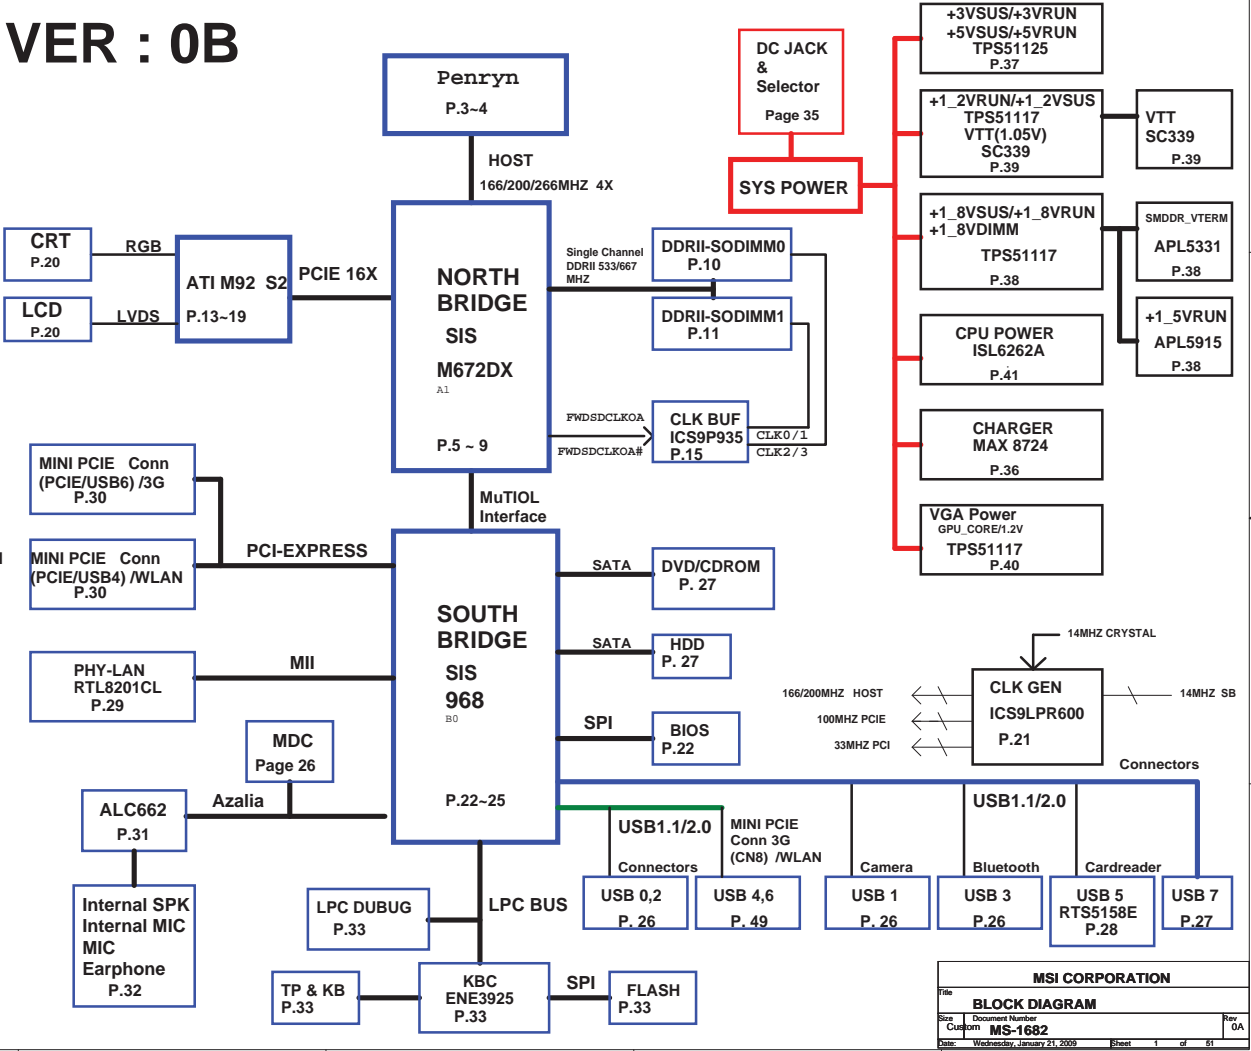 VER : 0B
Penryn
P.3~4
HOST
166/200/266MHZ 4X
NORTH
BRIDGE
SIS
M672DX
A1
P.5 ~ 9
CRT
P.20
RGB
LCD
P.20
LVDS
ATI M92 S2
P.13~19
PCIE 16X
Single Channel
DDRII 533/667
MHZ
DDRII-SODIMM0
P.10
DDRII-SODIMM1
P.11
FWDSDCLKOA
FWDSDCLKOA#
CLK BUF
ICS9P935
P.15
CLK0/1
CLK2/3
MuTIOL
Interface
DC JACK
&
Selector
Page 35
SYS POWER
+3VSUS/+3VRUN
+5VSUS/+5VRUN
TPS51125
P.37
+1_2VRUN/+1_2VSUS
TPS51117
VTT(1.05V)
SC339
P.39
VTT
SC339
P.39
+1_8VSUS/+1_8VRUN
+1_8VDIMM
TPS51117
P.38
SMDDR_VTERM
APL5331
P.38
+1_5VRUN
APL5915
P.38
CPU POWER
ISL6262A
P.41
CHARGER
MAX 8724
P.36
VGA Power
GPU_CORE/1.2V
TPS51117
P.40
MINI PCIE Conn
(PCIE/USB6) /3G
P.30
MINI PCIE Conn
(PCIE/USB4) /WLAN
P.30
PCI-EXPRESS
PHY-LAN
RTL8201CL
P.29
MII
MDC
Page 26
ALC662
P.31
Azalia
Internal SPK
Internal MIC
MIC
Earphone
P.32
SOUTH
BRIDGE
SIS
968
B0
P.22~25
SATA
DVD/CDROM
P. 27
SATA
HDD
P. 27
SPI
BIOS
P.22
14MHZ CRYSTAL
CLK GEN
ICS9LPR600
P.21
166/200MHZ HOST
100MHZ PCIE
33MHZ PCI
14MHZ SB
Connectors
USB1.1/2.0
USB1.1/2.0
MINI PCIE
Conn 3G
(CN8) /WLAN
Connectors
USB 0,2
P. 26
USB 4,6
P. 49
Camera
USB 1
P. 26
Bluetooth
USB 3
P.26
Cardreader
USB 5
RTS5158E
P.28
USB 7
P.27
LPC DUBUG
P.33
LPC BUS
TP & KB
P.33
KBC
ENE3925
P.33
SPI
FLASH
P.33
MSI CORPORATION
Title
BLOCK DIAGRAM
Size Document Number Rev
Custom MS-1682 0A
Date: Wednesday, January 21, 2009 Sheet 1 of 51